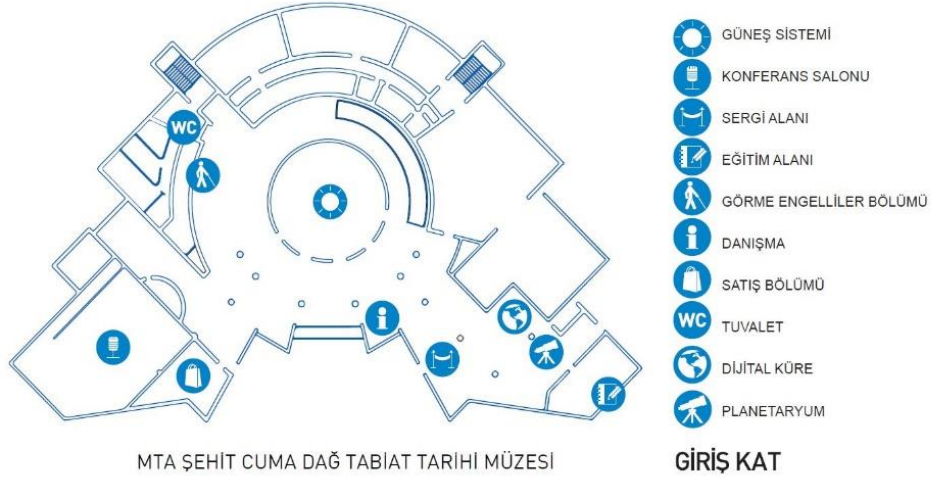 WC
GÜNEŞ SİSTEMİ
KONFERANS SALONU
SERGİ ALANI
EĞİTİM ALANI
GÖRME ENGELLİLER BÖLÜMÜ
DANIŞMA
SATIŞ BÖLÜMÜ
WC TUVALET
DİJİTAL KÜRE
PLANETARYUM
MTA ŞEHİT CUMA DAĞ TABİAT TARİHİ MÜZESİ
GİRİŞ KAT